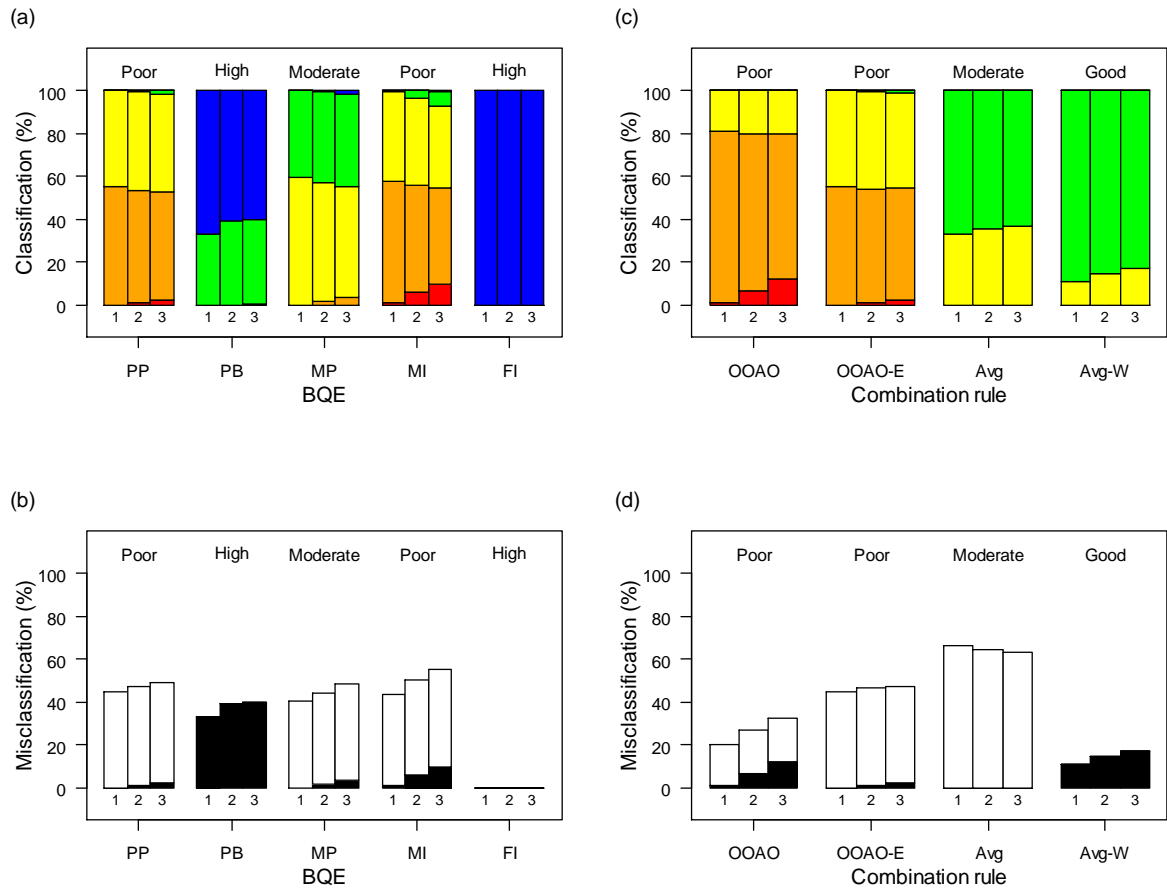 (a)
Poor High Moderate Poor High
Classification (%)
100
80
60
40
20
0
1 2 3 1 2 3 1 2 3 1 2 3 1 2 3
PP PB MP MI FI
BQE
(c)
Poor Poor Moderate Good
Classification (%)
100
80
60
40
20
0
1 2 3 1 2 3 1 2 3 1 2 3
OOAO OOAO-E Avg Avg-W
Combination rule
(b)
Poor High Moderate Poor High
Misclassification (%)
100
80
60
40
20
0
1 2 3 1 2 3 1 2 3 1 2 3 1 2 3
PP PB MP MI FI
BQE
(d)
Poor Poor Moderate Good
Misclassification (%)
100
80
60
40
20
0
1 2 3 1 2 3 1 2 3 1 2 3
OOAO OOAO-E Avg Avg-W
Combination rule